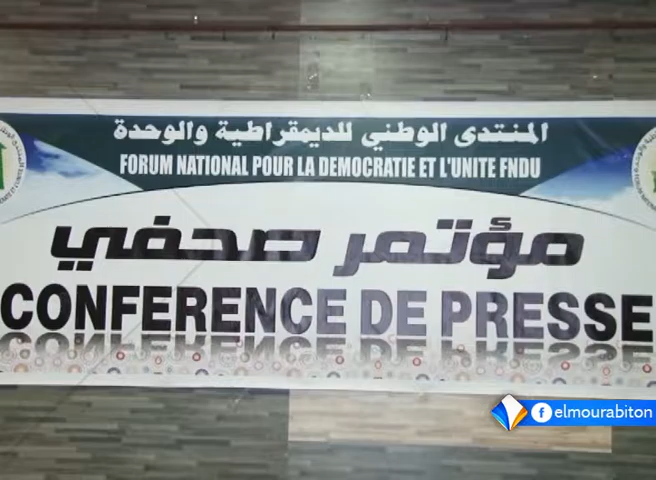 المنتدى الوطني للديمقراطية والوحدة
FORUM NATIONAL POUR LA DEMOCRATIE ET L'UNITE FNDU
مؤتمر صحفي
CONFERENCE DE PRESSE
elmourabiton